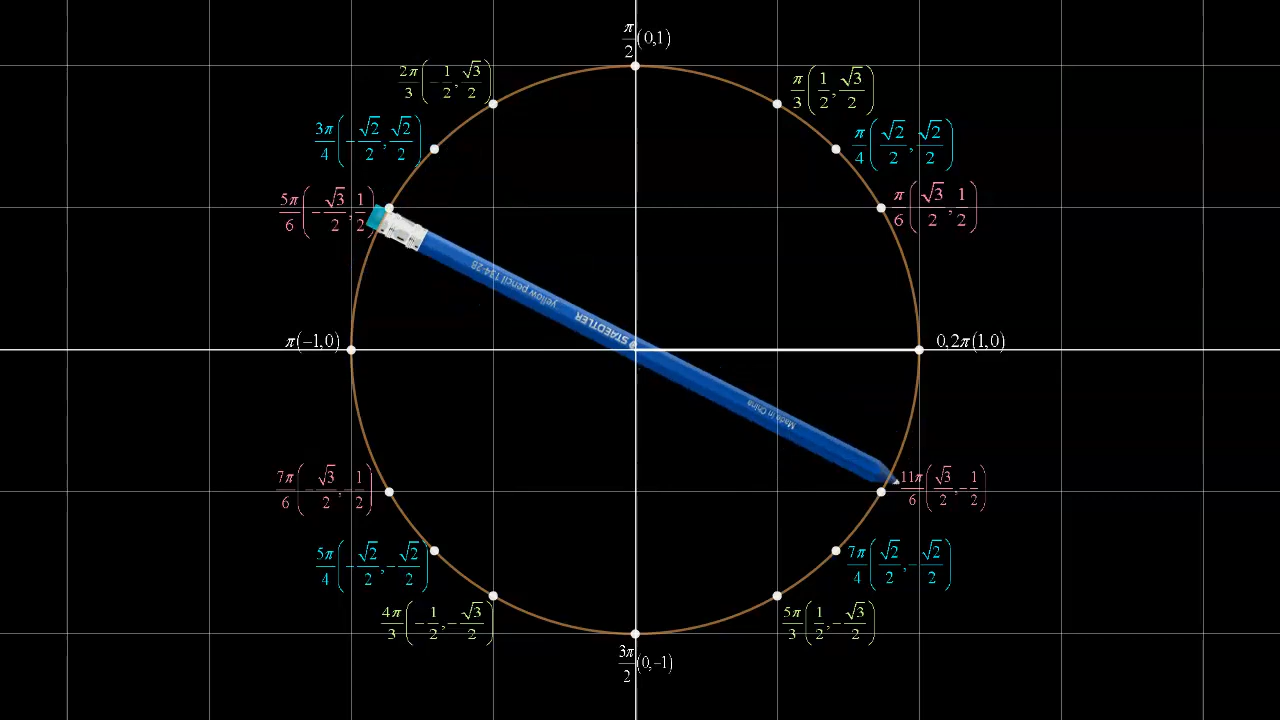 π/2 (0,1)
2π/3 (-1/2, √3/2)
π/3 (1/2, √3/2)
3π/4 (-√2/2, √2/2)
π/4 (√2/2, √2/2)
5π/6 (-√3/2, 1/2)
π/6 (√3/2, 1/2)
yellow pencil 134-2B
STAEDTLER
π(-1,0)
0,2π(1,0)
Made in China
7π/6 (-√3/2, -1/2)
11π/6 (√3/2, -1/2)
5π/4 (-√2/2, -√2/2)
7π/4 (√2/2, -√2/2)
4π/3 (-1/2, -√3/2)
5π/3 (1/2, -√3/2)
3π/2 (0,-1)